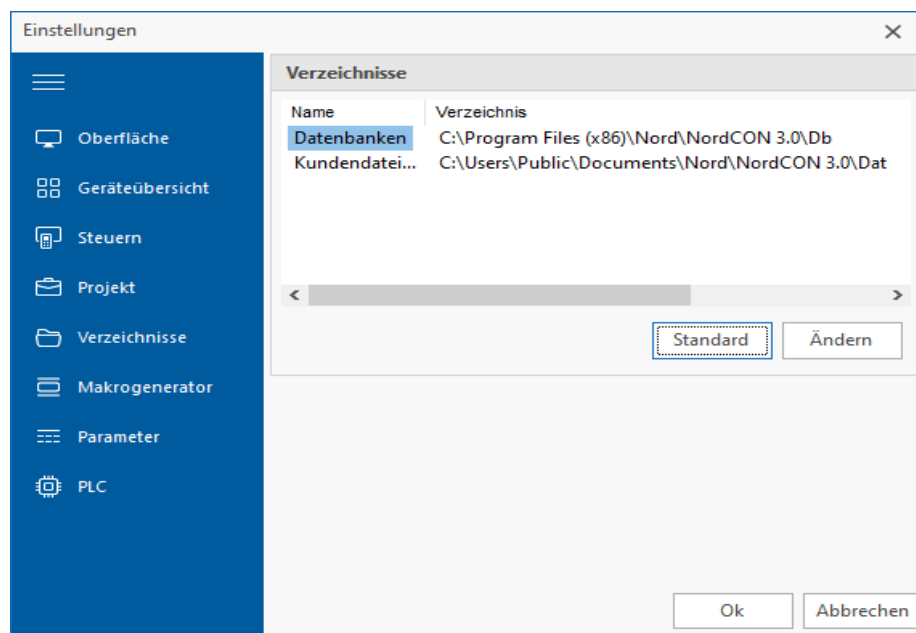 Einstellungen
Oberfläche
Geräteübersicht
Steuern
Projekt
Verzeichnisse
Makrogenerator
Parameter
PLC
Verzeichnisse
Name Verzeichnis
Datenbanken C:\Program Files (x86)\Nord\NordCON 3.0\Db
Kundendatei... C:\Users\Public\Documents\Nord\NordCON 3.0\Dat
Standard Ändern
Ok Abbrechen